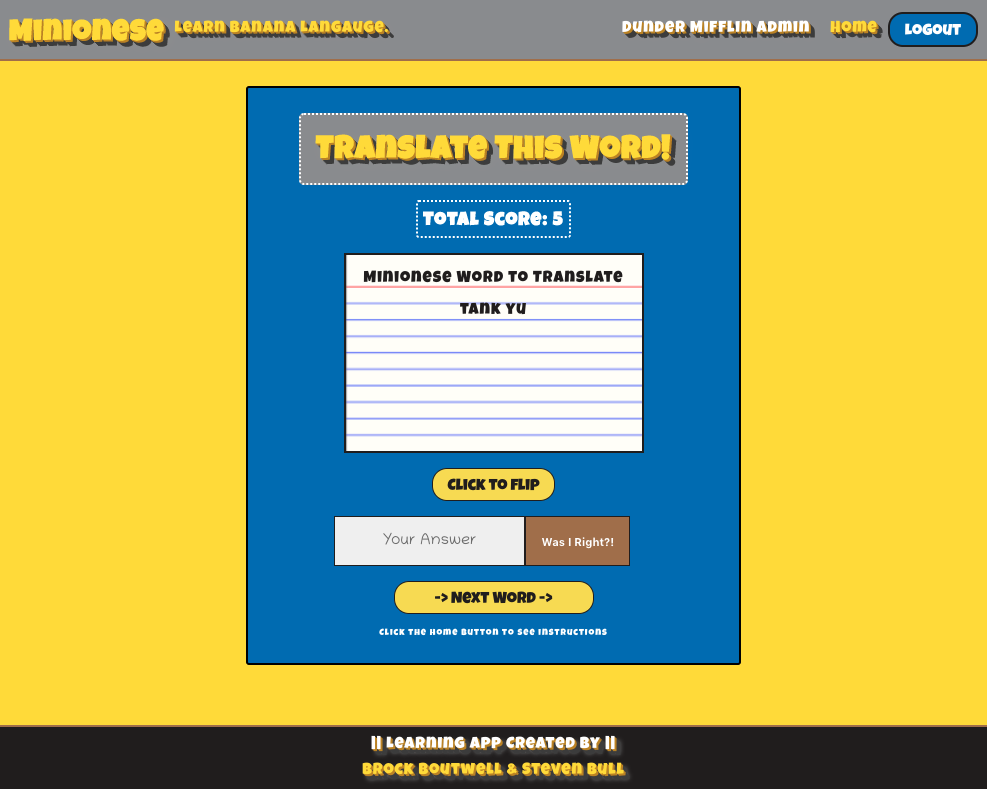 Minionese Learn Banana Langauge. Dunder Mifflin Admin Home Logout
Translate This Word!
Total Score: 5
Minionese Word to Translate
Tank Yu
Click to Flip
Your Answer Was I Right?!
-> Next Word ->
Click the Home Button to see instructions
|| Learning App Created By ||
Brock Boutwell & Steven Bull